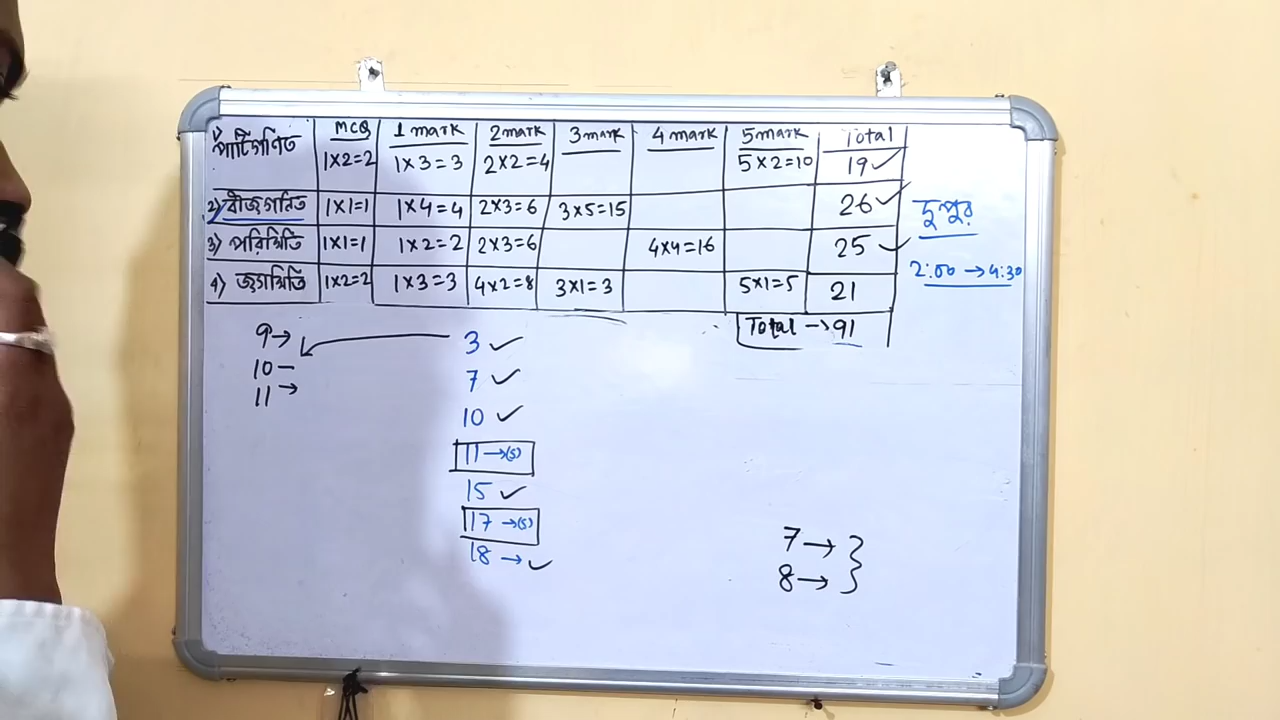 1) পাটিগণিত MCQ 1 mark 2 mark 3 mark 4 mark 5 mark Total
1×2=2 1×3=3 2×2=4 5×2=10 19✓
2) বীজগনিত 1×1=1 1×4=4 2×3=6 3×5=15 26✓
3) পরিমিতি 1×1=1 1×2=2 2×3=6 4×4=16 25✓
4) জ্যামিতি 1×2=2 1×3=3 4×2=8 3×1=3 5×1=5 21
Total → 91
দুপুর
2:00 → 4:30
9→
10–
11→
3 ✓
7 ✓
10 ✓
11→(5)
15 ✓
17→(5)
18→✓
7→
8→ }